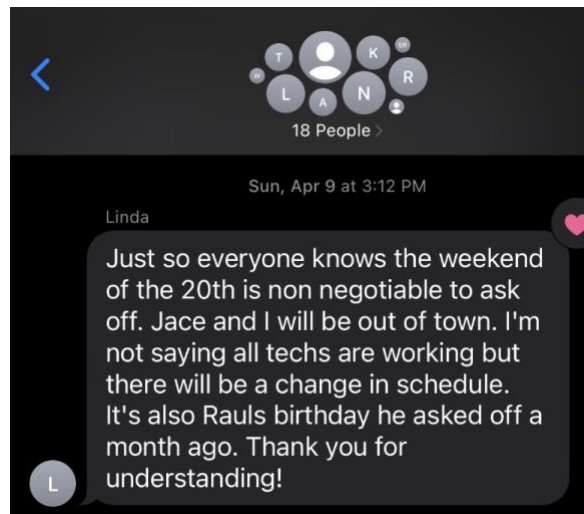 T
K
ER
W
L
A
N
R
18 People >
Sun, Apr 9 at 3:12 PM
Linda
Just so everyone knows the weekend
of the 20th is non negotiable to ask
off. Jace and I will be out of town. I'm
not saying all techs are working but
there will be a change in schedule.
It's also Rauls birthday he asked off a
month ago. Thank you for
understanding!
L